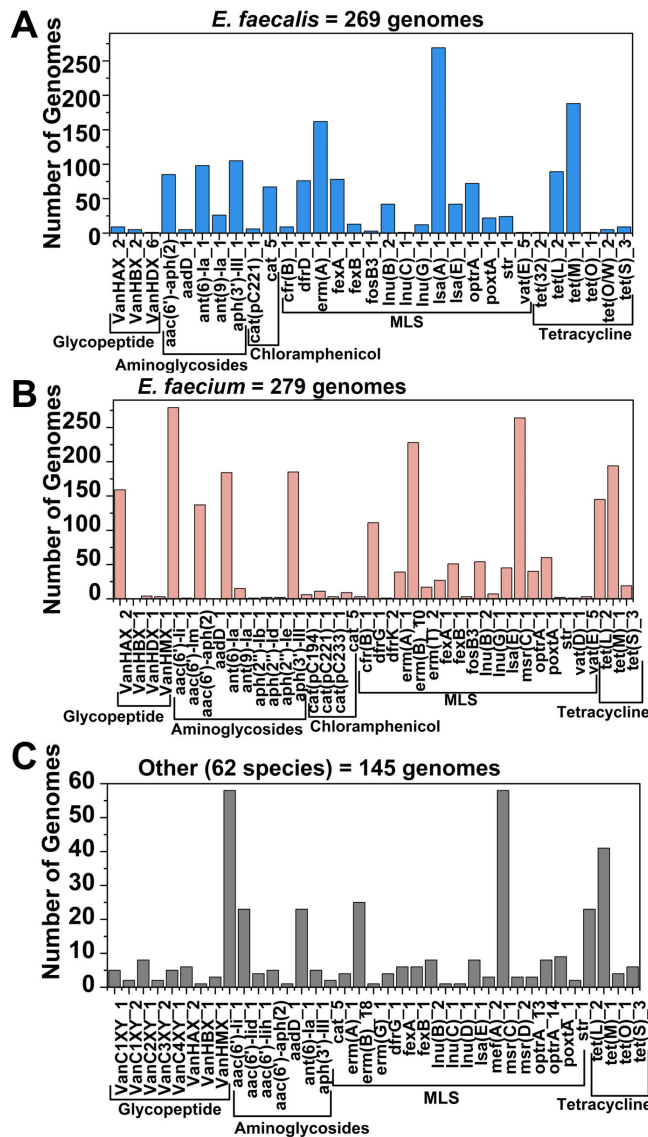 A
E. faecalis = 269 genomes
Number of Genomes
250
200
150
100
50
0
VanHAX_2
VanHBX_2
VanHDX_6
aac(6')-aph(2)
aadD_1
ant(6)-Ia_1
ant(9)-Ia_1
aph(3')-III_1
cat(pC221)_1
cat_5
cfr(B)_1
dfrD_1
erm(A)_1
fexA_1
fexB_1
fosB3_1
lnu(B)_2
lnu(C)_1
lnu(G)_1
lsa(A)_1
lsa(E)_1
optrA_1
poxtA_1
str_1
vat(E)_5
tet(32)_2
tet(L)_2
tet(M)_1
tet(O)_1
tet(O/W)_2
tet(S)_3
Glycopeptide
Aminoglycosides
Chloramphenicol
MLS
Tetracycline
B
E. faecium = 279 genomes
Number of Genomes
250
200
150
100
50
0
VanHAX_2
VanHBX_1
VanHDX_1
VanHMX_1
aac(6')-Ii_1
aac(6')-Im_1
aac(6')-aph(2)
aadD_1
ant(6)-Ia
ant(9)-Ia_1
aph(2'')-Ib_1
aph(2'')-Id_1
aph(2'')-Ie_1
aph(3')-III_1
cat(pC194)_1
cat(pC221)_1
cat(pC233)_1
cat_5
cfr(B)_1
dfrG_1
dfrK_2
erm(A)_1
erm(B)_10
erm(T)_2
fexA_1
fexB_1
fosB3_1
lnu(B)_2
lnu(G)_1
lsa(E)_1
msr(C)_1
optrA_1
poxtA_1
str_1
vat(D)_1
vat(E)_5
tet(L)_2
tet(M)_1
tet(S)_3
Glycopeptide
Aminoglycosides
Chloramphenicol
MLS
Tetracycline
C
Other (62 species) = 145 genomes
Number of Genomes
60
50
40
30
20
10
0
VanC1XY_1
VanC1XY_2
VanC2XY_1
VanC3XY_2
VanC4XY_1
VanHAX_2
VanHBX_1
VanHMX_1
aac(6')-Ii_1
aac(6')-Iid_1
aac(6')-Iih_1
aac(6')-aph(2)
aadD_1
ant(6)-Ia_1
aph(3')-III_1
cat_5
erm(A)_1
erm(B)_18
erm(G)_1
dfrG_1
fexA_1
fexB_1
lnu(B)_2
lnu(C)_1
lnu(D)_1
lsa(E)_1
mef(A)_2
msr(C)_1
msr(D)_2
optrA_13
optrA_14
poxtA_1
str_1
tet(L)_2
tet(M)_1
tet(O)_1
tet(S)_3
Glycopeptide
Aminoglycosides
MLS
Tetracycline